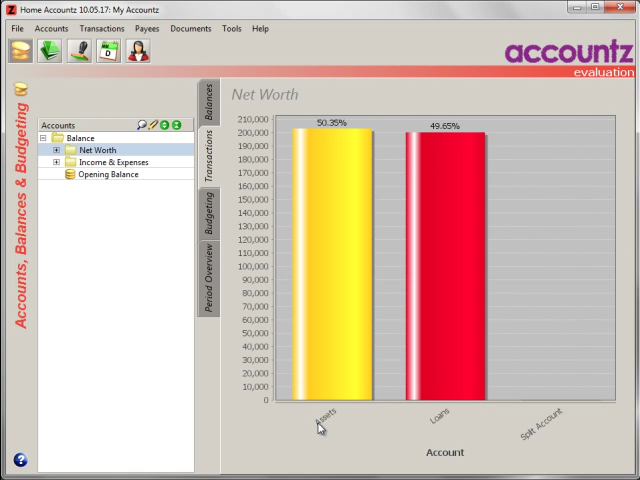 Home Accountz 10.05.17: My Accountz
File Accounts Transactions Payees Documents Tools Help
accountz
evaluation
Accounts, Balances & Budgeting
Accounts
Balance
Net Worth
Income & Expenses
Opening Balance
Balances
Transactions
Budgeting
Period Overview
Net Worth
210,000
200,000
190,000
180,000
170,000
160,000
150,000
140,000
130,000
120,000
110,000
100,000
90,000
80,000
70,000
60,000
50,000
40,000
30,000
20,000
10,000
0
50.35%
49.65%
Assets
Loans
Split Account
Account